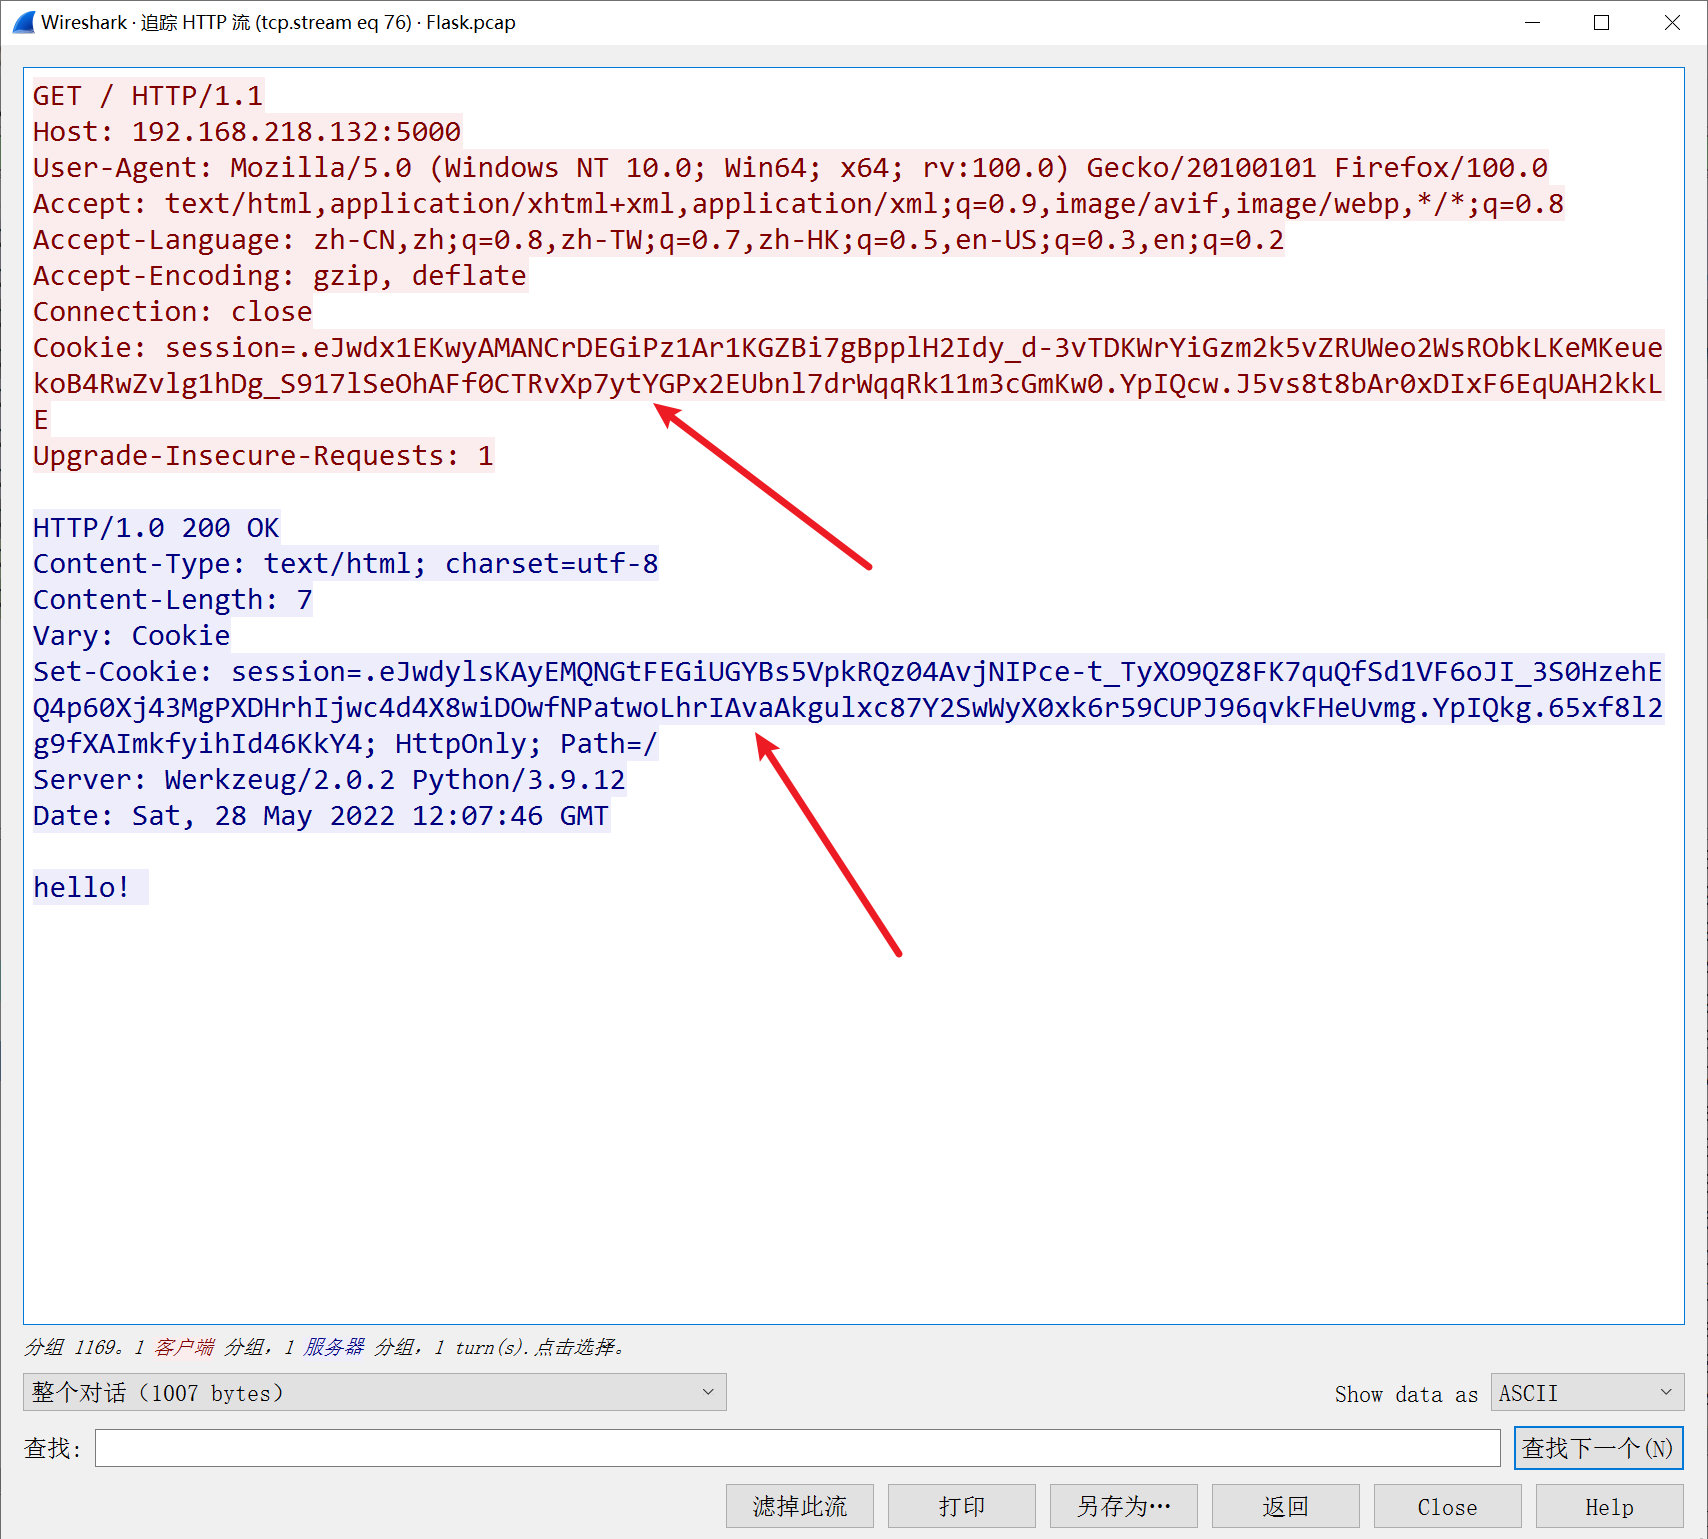 Wireshark · 追踪 HTTP 流 (tcp.stream eq 76) · Flask.pcap
GET / HTTP/1.1
Host: 192.168.218.132:5000
User-Agent: Mozilla/5.0 (Windows NT 10.0; Win64; x64; rv:100.0) Gecko/20100101 Firefox/100.0
Accept: text/html,application/xhtml+xml,application/xml;q=0.9,image/avif,image/webp,*/*;q=0.8
Accept-Language: zh-CN,zh;q=0.8,zh-TW;q=0.7,zh-HK;q=0.5,en-US;q=0.3,en;q=0.2
Accept-Encoding: gzip, deflate
Connection: close
Cookie: session=.eJwdx1EKwyAMANCrDEGiPz1Ar1KGZBi7gBpplH2Idy_d-3vTDKWrYiGzm2k5vZRUWeo2WsRObkLKeMKeue
koB4RwZvlg1hDg_S917lSeOhAFf0CTRvXp7ytYGPx2EUbnl7drWqqRk11m3cGmKw0.YpIQcw.J5vs8t8bAr0xDIxF6EqUAH2kkL
E
Upgrade-Insecure-Requests: 1
HTTP/1.0 200 OK
Content-Type: text/html; charset=utf-8
Content-Length: 7
Vary: Cookie
Set-Cookie: session=.eJwdylsKAyEMQNGtFEGiUGYBs5VpkRQz04AvjNIPce-t_TyXO9QZ8FK7quQfSd1VF6oJI_3S0HzehE
Q4p60Xj43MgPXDHrhIjwc4d4X8wiDOwfNPatwoLhrIAvaAkgulxc87Y2SwWyX0xk6r59CUPJ96qvkFHeUvmg.YpIQkg.65xf8l2
g9fXAImkfyihId46KkY4; HttpOnly; Path=/
Server: Werkzeug/2.0.2 Python/3.9.12
Date: Sat, 28 May 2022 12:07:46 GMT
hello!
分组 1169。1 客户端 分组，1 服务器 分组，1 turn(s).点击选择。
整个对话（1007 bytes）
Show data as ASCII
查找:
查找下一个(N)
滤掉此流 打印 另存为… 返回 Close Help